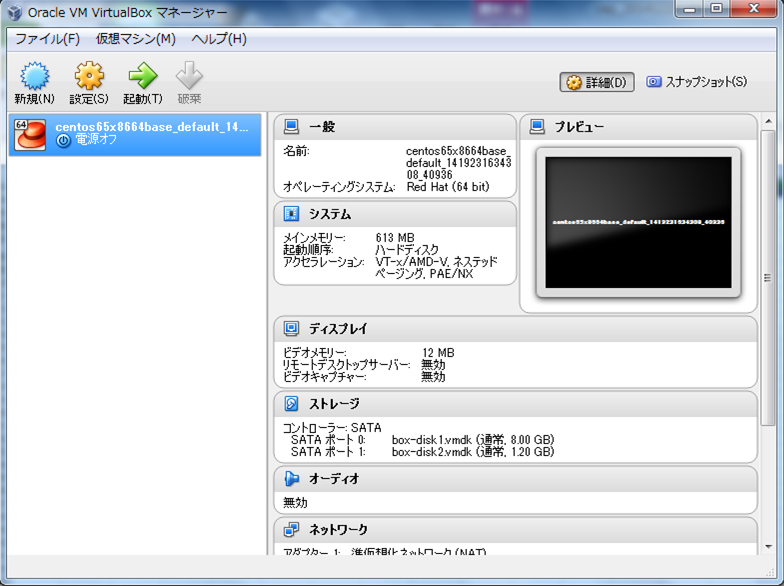 Oracle VM VirtualBox マネージャー
ファイル(F) 仮想マシン(M) ヘルプ(H)
新規(N) 設定(S) 起動(T) 破棄
詳細(D) スナップショット(S)
64
centos65x8664base_default_14...
電源オフ
一般
名前: centos65x8664base_
default_14192316343
08_40936
オペレーティングシステム: Red Hat (64 bit)
プレビュー
centos65x8664base_default_1419231634308_40936
システム
メインメモリー: 613 MB
起動順序: ハードディスク
アクセラレーション: VT-x/AMD-V, ネステッド
ページング, PAE/NX
ディスプレイ
ビデオメモリー: 12 MB
リモートデスクトップサーバー: 無効
ビデオキャプチャー: 無効
ストレージ
コントローラー: SATA
SATA ポート 0: box-disk1.vmdk (通常, 8.00 GB)
SATA ポート 1: box-disk2.vmdk (通常, 1.20 GB)
オーディオ
無効
ネットワーク
アダプター 1: 準仮想化ネットワーク (NAT)